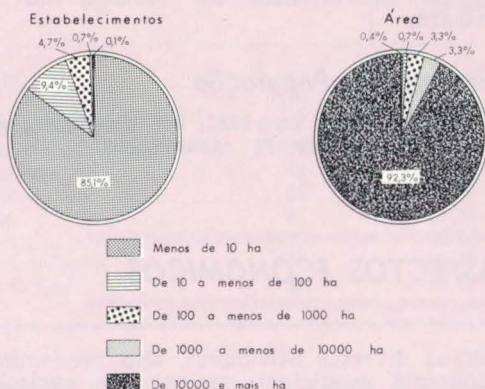 Estabelecimentos
4,7% 0,7% 0,1%
9,4%
85,1%
Área
0,4% 0,7% 3,3%
3,3%
92,3%
Menos de 10 ha
De 10 a menos de 100 ha
De 100 a menos de 1000 ha
De 1000 a menos de 10000 ha
De 10000 e mais ha